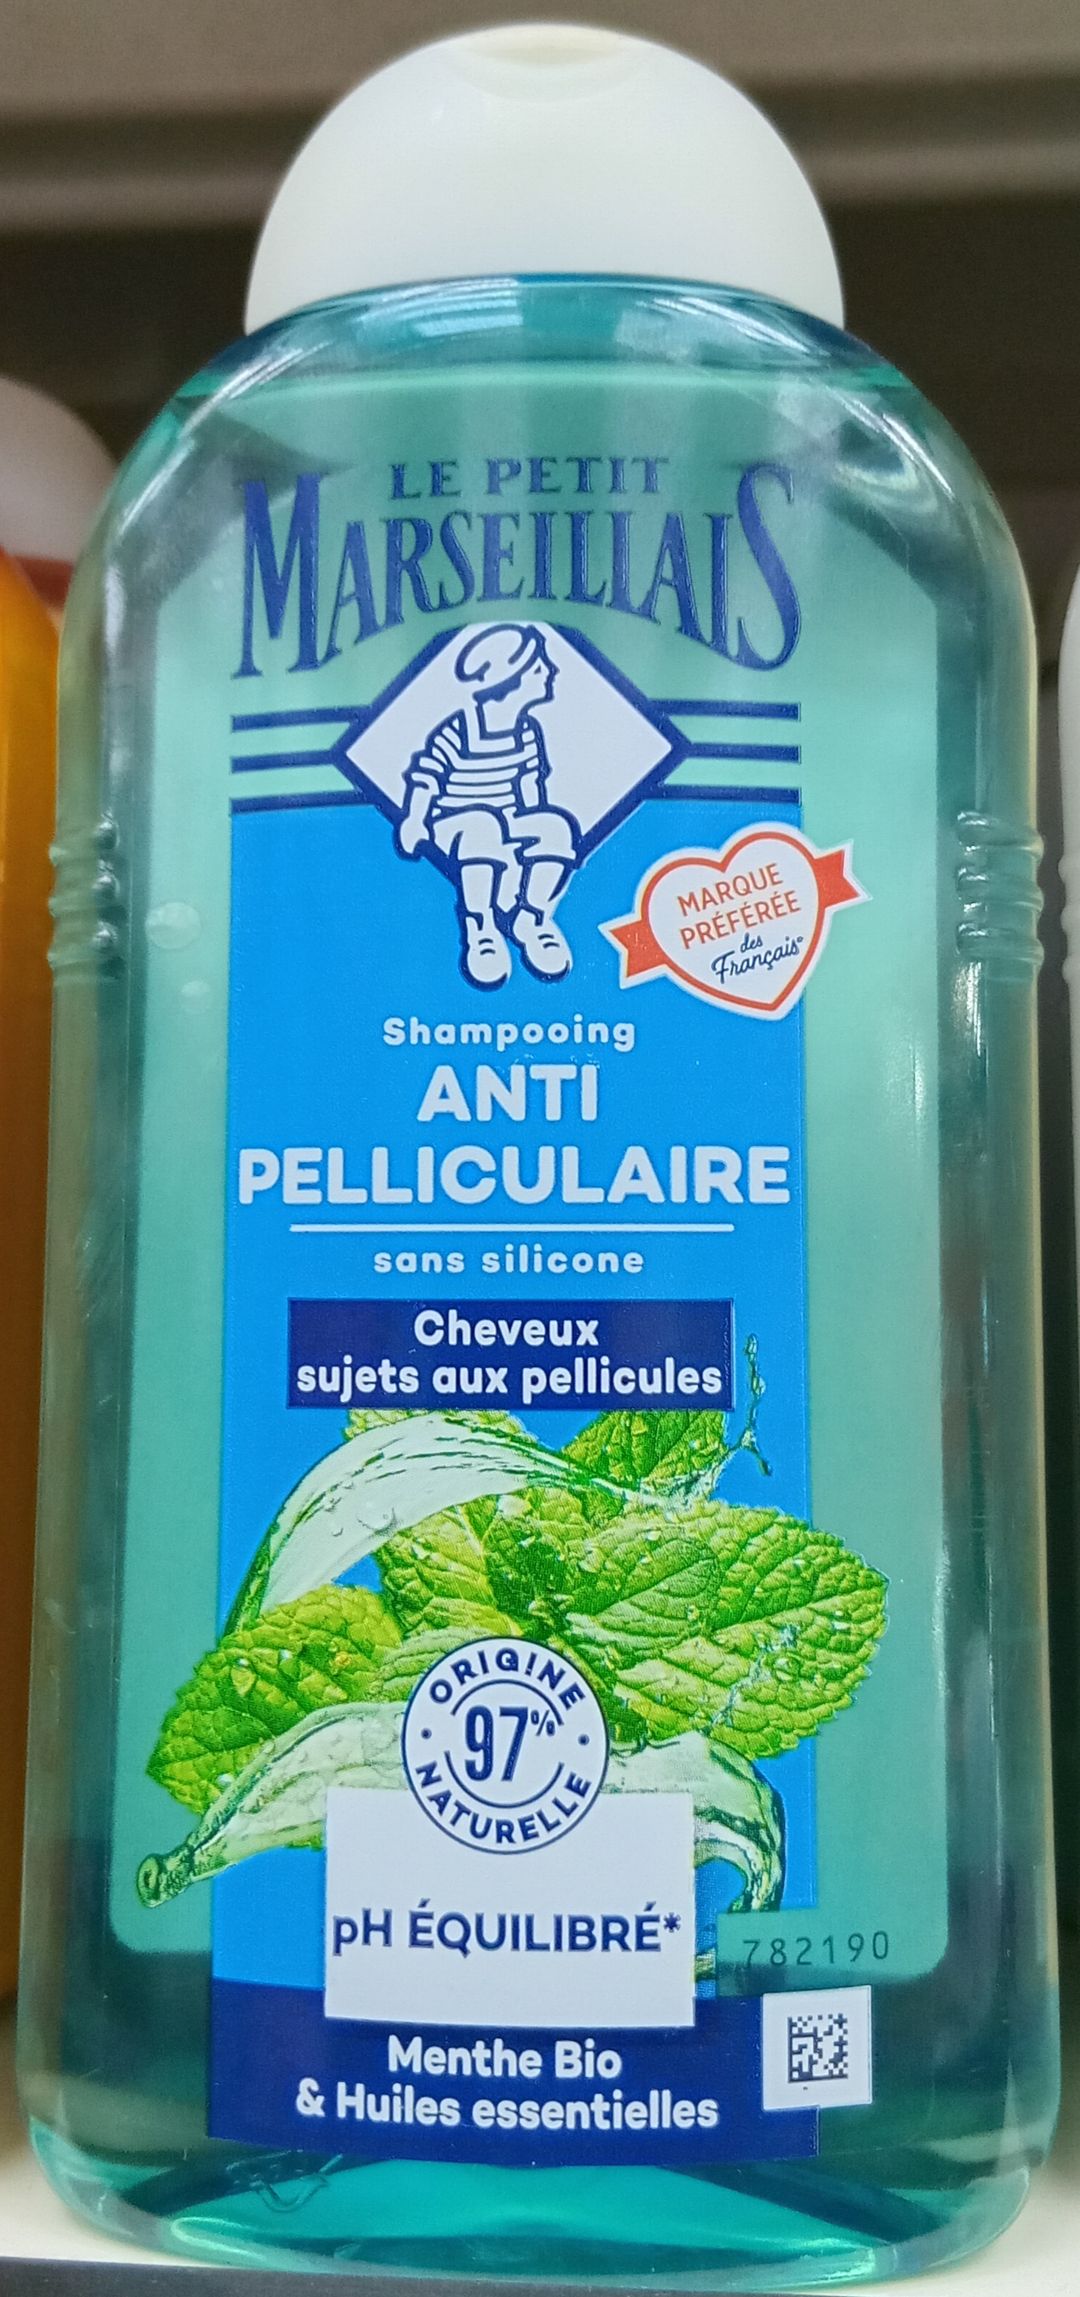 LE PETIT
MARSEILLAIS
MARQUE
PRÉFÉRÉE
des
Français
Shampooing
ANTI
PELLICULAIRE
sans silicone
Cheveux
sujets aux pellicules
ORIGINE
97%
NATURELLE
pH ÉQUILIBRÉ*
782190
Menthe Bio
& Huiles essentielles